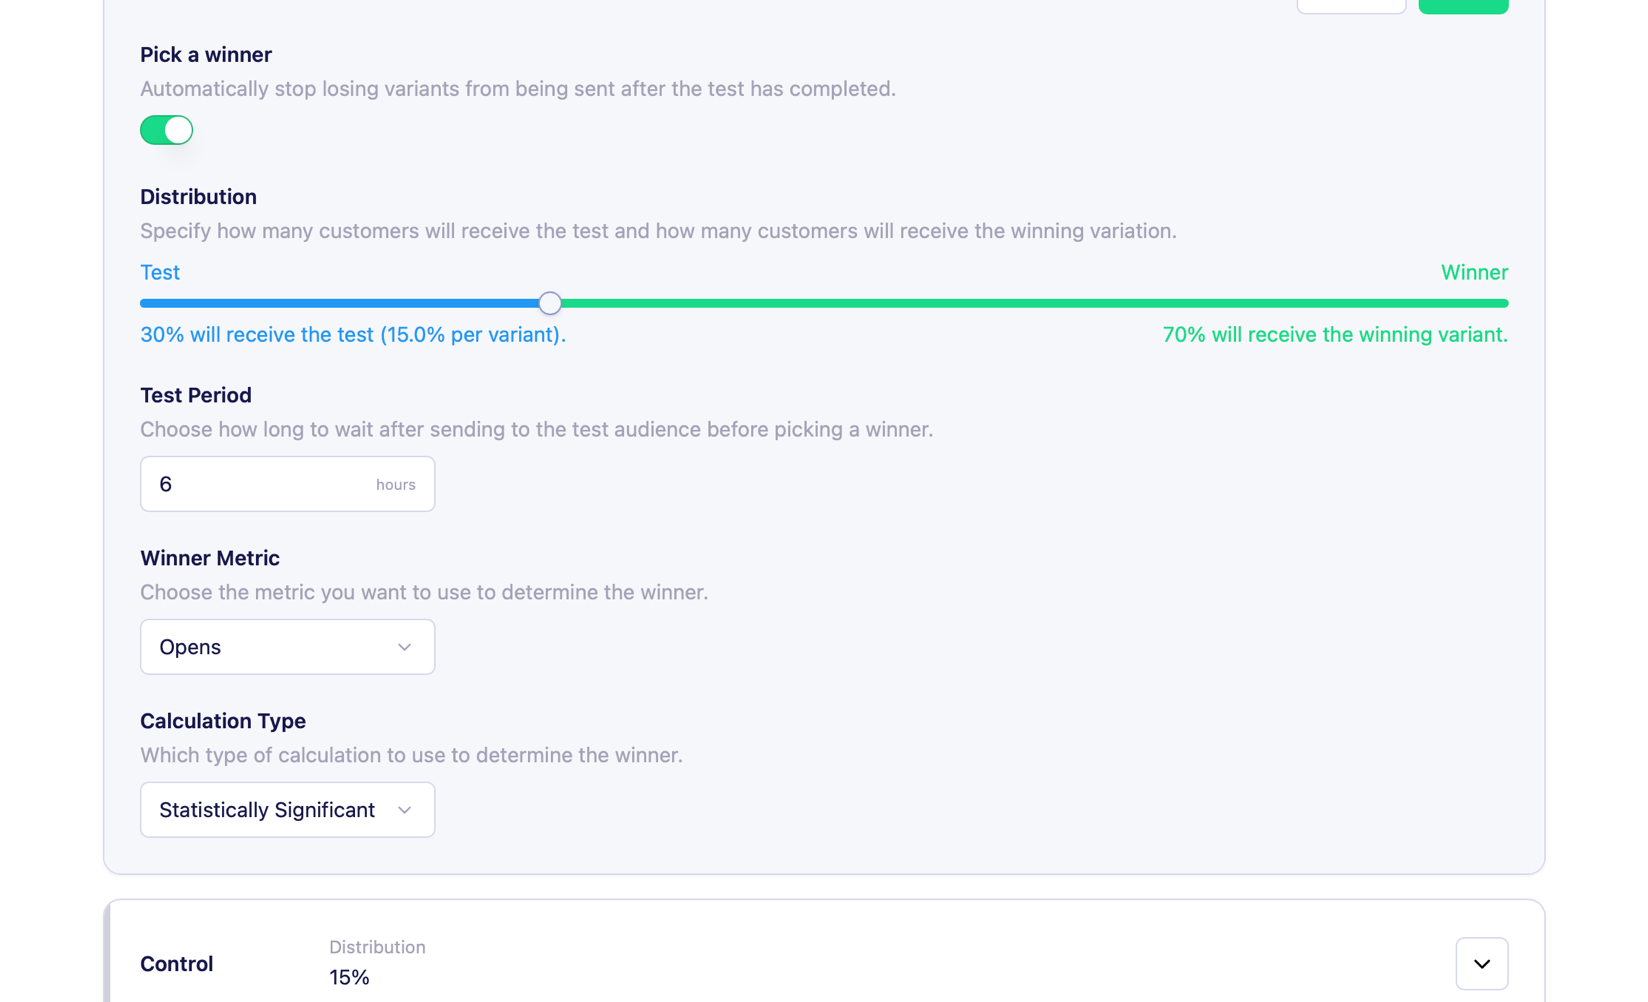 Pick a winner
Automatically stop losing variants from being sent after the test has completed.
Distribution
Specify how many customers will receive the test and how many customers will receive the winning variation.
Test
Winner
30% will receive the test (15.0% per variant).
70% will receive the winning variant.
Test Period
Choose how long to wait after sending to the test audience before picking a winner.
6 hours
Winner Metric
Choose the metric you want to use to determine the winner.
Opens
Calculation Type
Which type of calculation to use to determine the winner.
Statistically Significant
Control
Distribution
15%